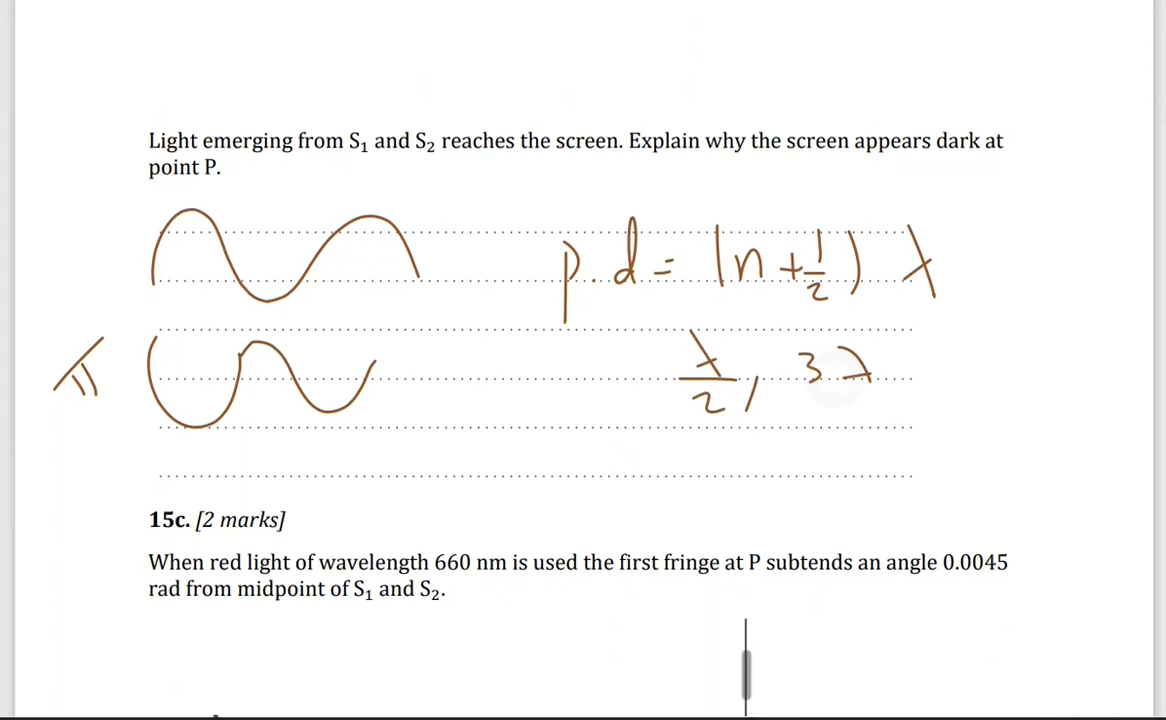 Light emerging from S₁ and S₂ reaches the screen. Explain why the screen appears dark at
point P.
p.d = (n + 1/2) λ
π
λ/2, 3λ
15c. [2 marks]
When red light of wavelength 660 nm is used the first fringe at P subtends an angle 0.0045
rad from midpoint of S₁ and S₂.